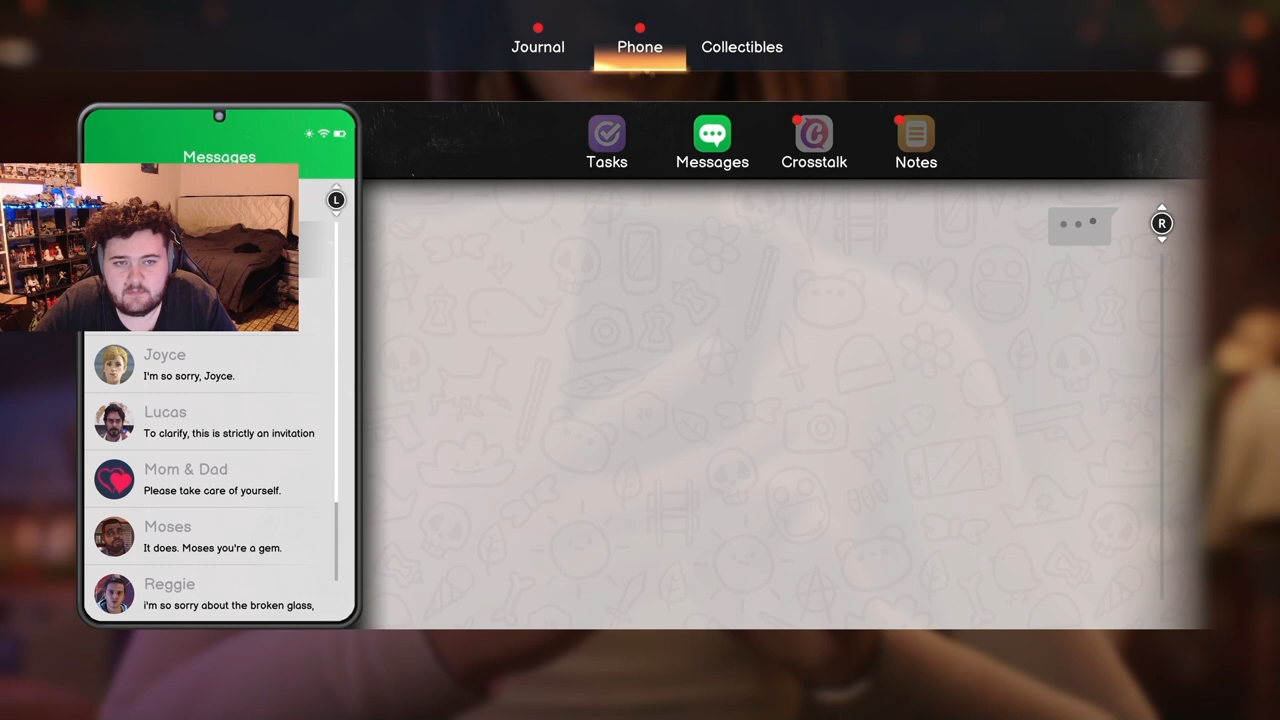 Journal
Phone
Collectibles
Messages
Tasks
Messages
Crosstalk
Notes
L
R
Joyce
I'm so sorry, Joyce.
Lucas
To clarify, this is strictly an invitation
Mom & Dad
Please take care of yourself.
Moses
It does. Moses you're a gem.
Reggie
i'm so sorry about the broken glass,